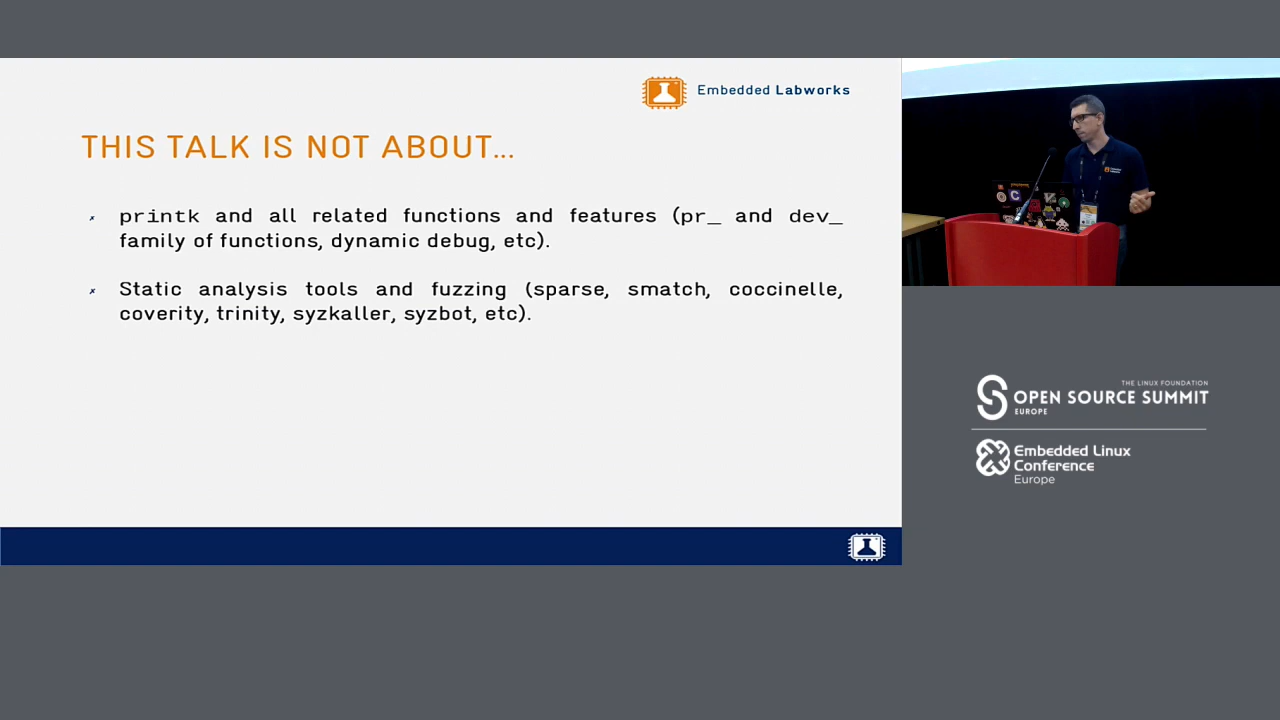 Embedded Labworks
THIS TALK IS NOT ABOUT...
printk and all related functions and features (pr_ and dev_
family of functions, dynamic debug, etc).
Static analysis tools and fuzzing (sparse, smatch, coccinelle,
coverity, trinity, syzkaller, syzbot, etc).
THE LINUX FOUNDATION
OPEN SOURCE SUMMIT
EUROPE
Embedded Linux
Conference
Europe